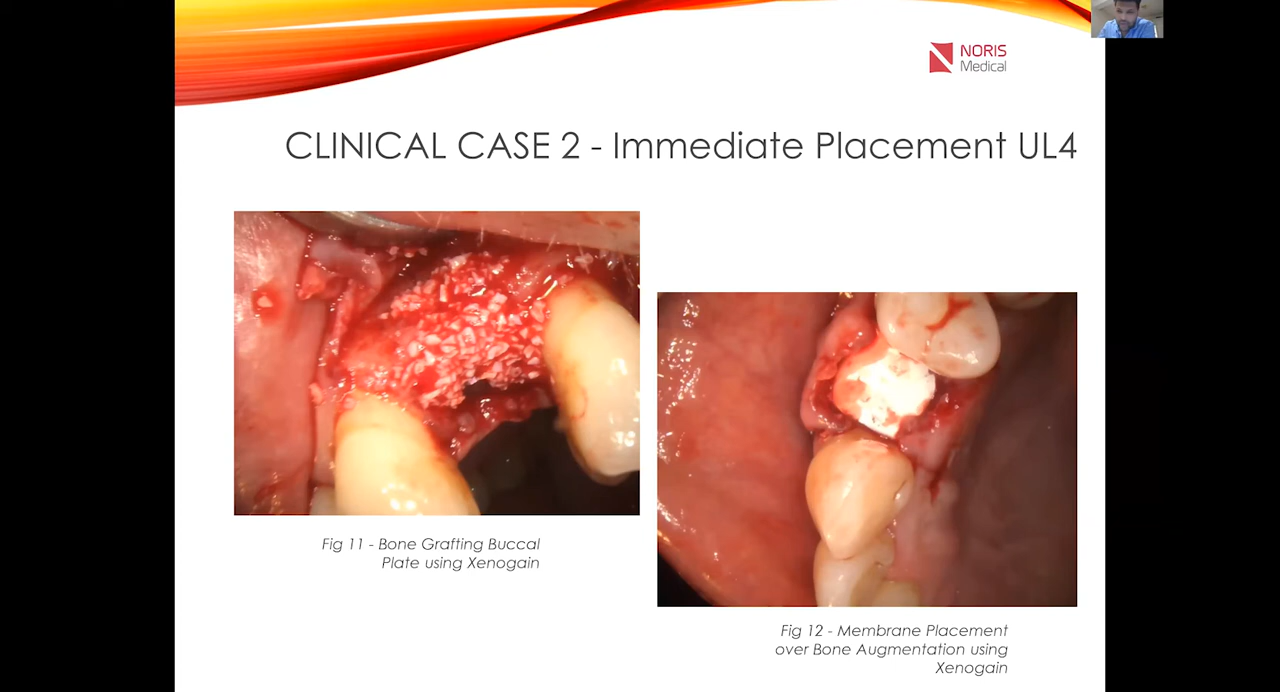 NORIS
Medical
CLINICAL CASE 2 - Immediate Placement UL4
Fig 11 - Bone Grafting Buccal
Plate using Xenogain
Fig 12 - Membrane Placement
over Bone Augmentation using
Xenogain